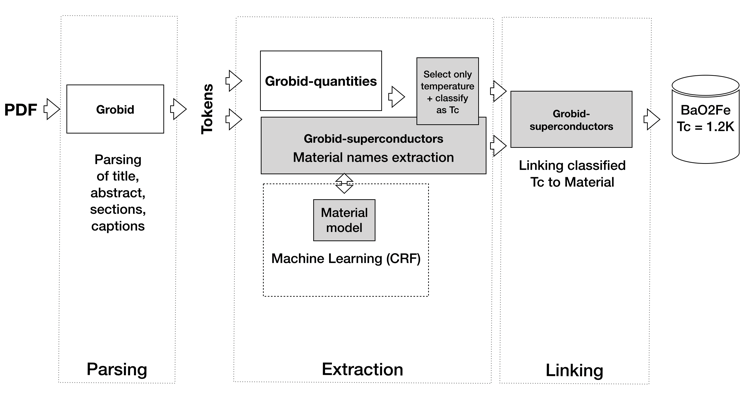 PDF
Grobid
Parsing
of title,
abstract,
sections,
captions
Parsing
Tokens
Grobid-quantities
Select only
temperature
+ classify
as Tc
Grobid-superconductors
Material names extraction
Material
model
Machine Learning (CRF)
Extraction
Grobid-
superconductors
Linking classified
Tc to Material
Linking
BaO2Fe
Tc = 1.2K